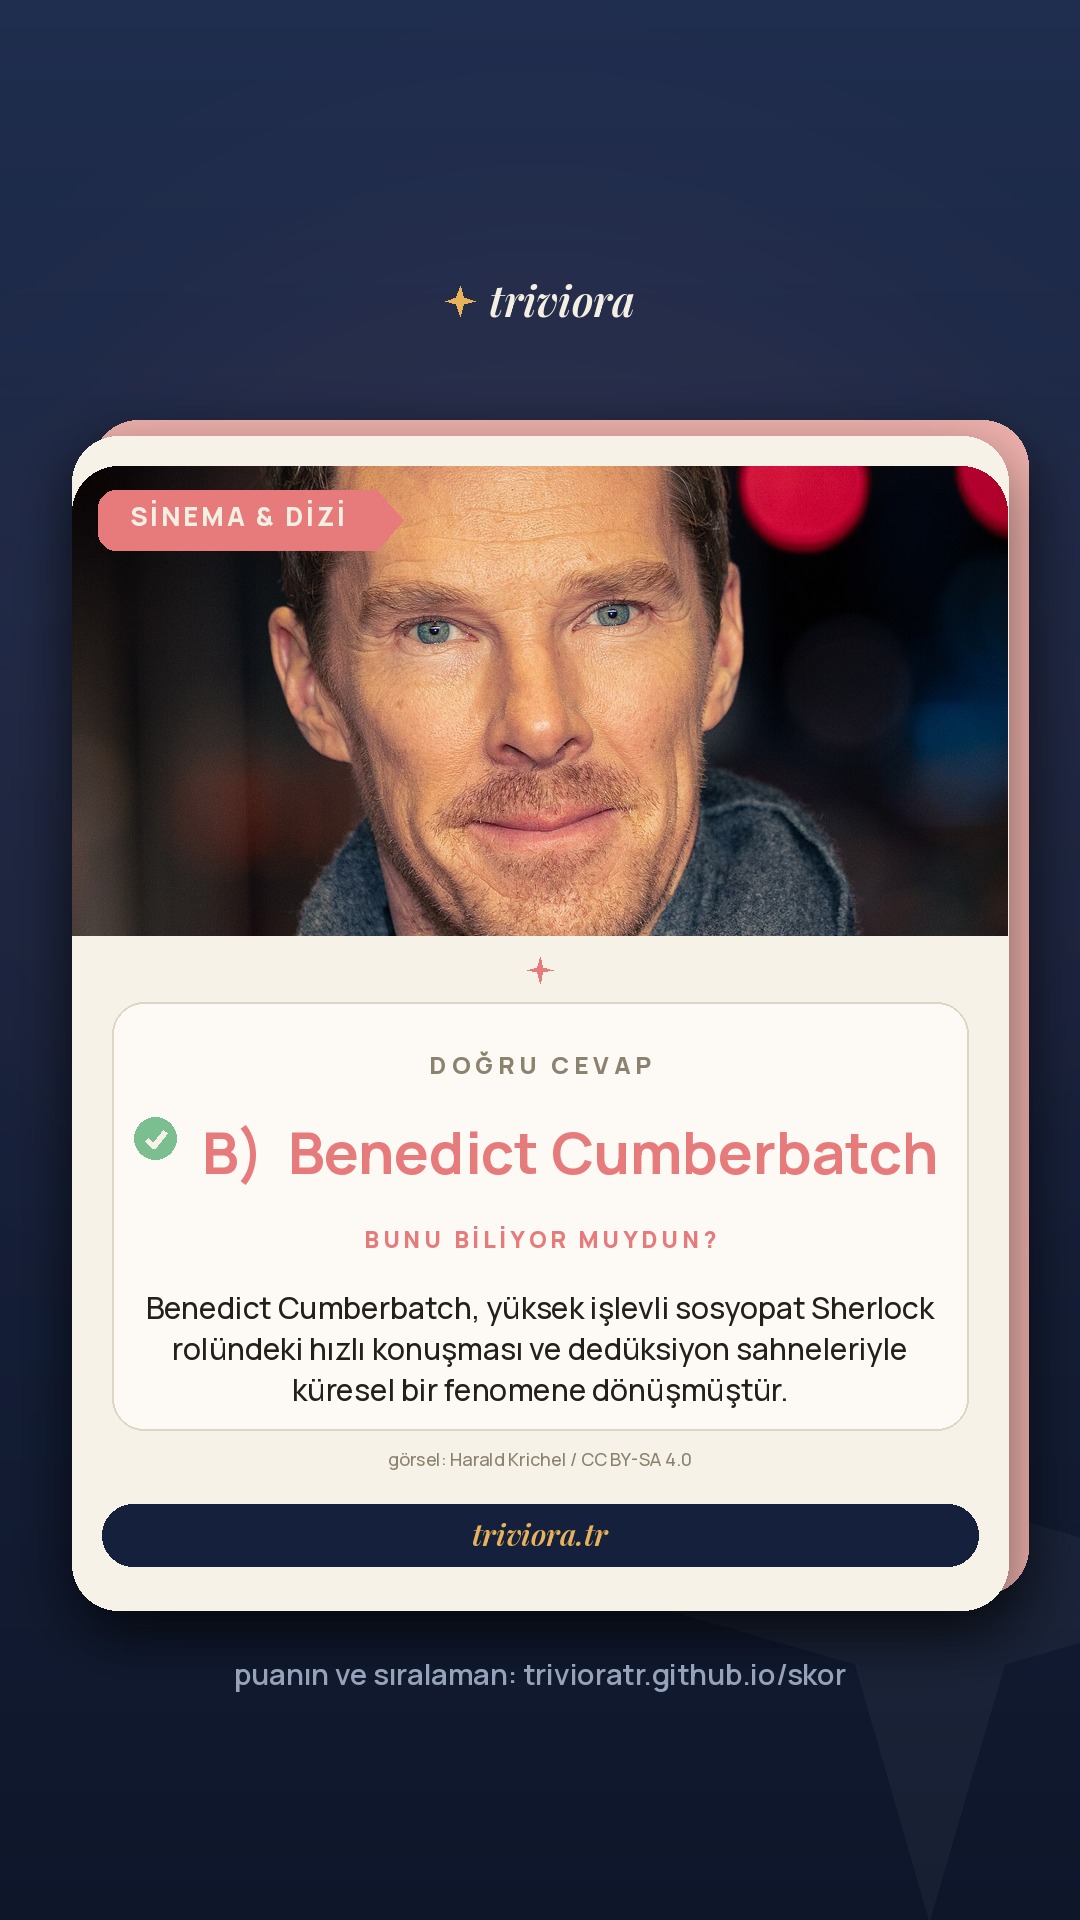 triviora
SİNEMA & DİZİ
DOĞRU CEVAP
B) Benedict Cumberbatch
BUNU BİLİYOR MUYDUN?
Benedict Cumberbatch, yüksek işlevli sosyopat Sherlock
rolündeki hızlı konuşması ve dedüksiyon sahneleriyle
küresel bir fenomene dönüşmüştür.
görsel: Harald Krichel / CC BY-SA 4.0
triviora.tr
puanın ve sıralaman: trivioratr.github.io/skor